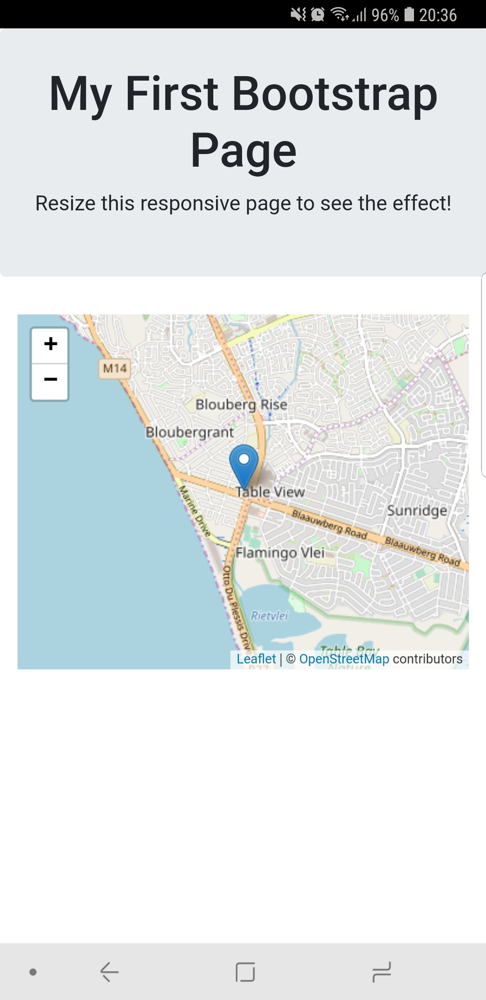 96% 20:36
My First Bootstrap
Page
Resize this responsive page to see the effect!
+
−
M14
Blouberg Rise
Bloubergrant
Table View
Marine Drive
Sunridge
Blaauwberg Road
Blaauwberg Road
Flamingo Vlei
Otto Du Plessis Drive
Rietvlei
Table Bay
Nature
R27
Leaflet | © OpenStreetMap contributors